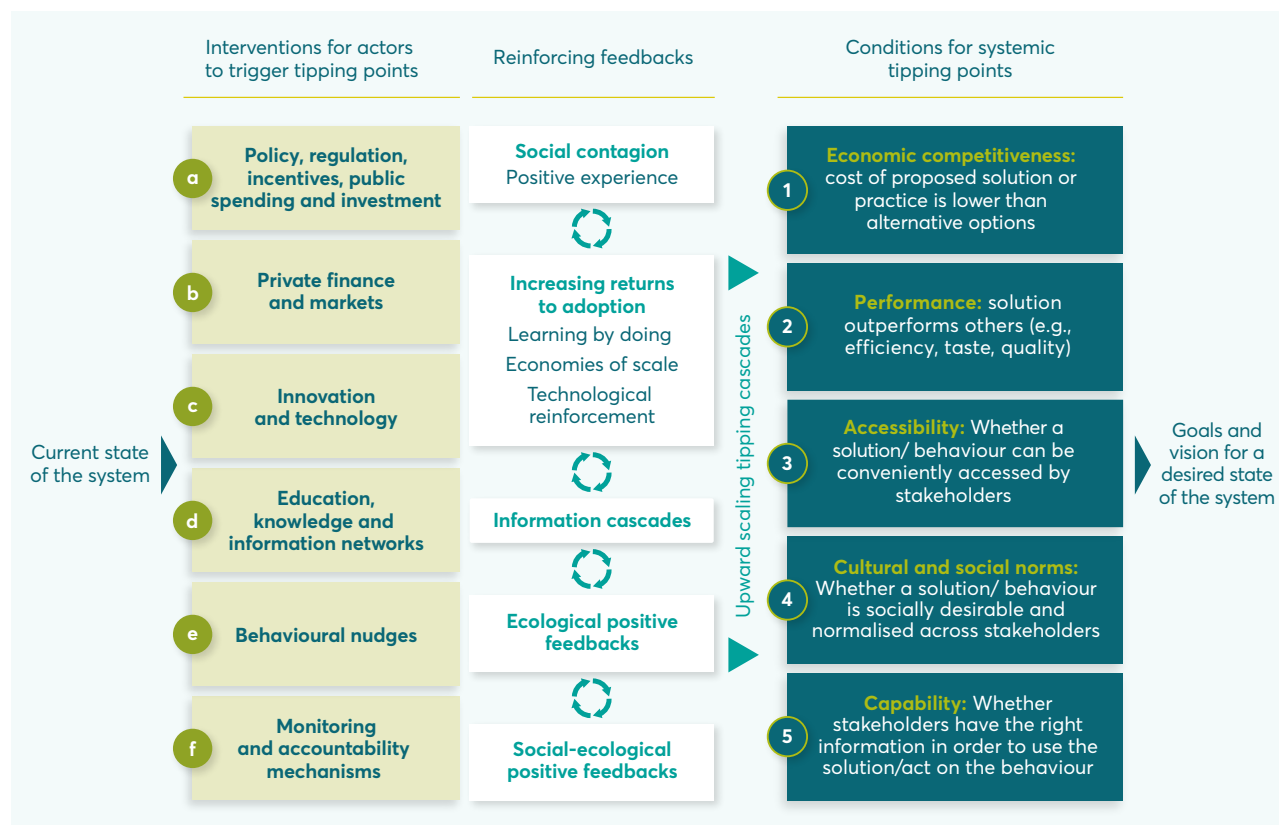 Interventions for actors
to trigger tipping points
Reinforcing feedbacks
Conditions for systemic
tipping points
Current state
of the system
a
Policy, regulation,
incentives, public
spending and investment
b
Private finance
and markets
c
Innovation
and technology
d
Education,
knowledge and
information networks
e
Behavioural nudges
f
Monitoring
and accountability
mechanisms
Social contagion
Positive experience
Increasing returns
to adoption
Learning by doing
Economies of scale
Technological
reinforcement
Information cascades
Ecological positive
feedbacks
Social-ecological
positive feedbacks
Upward scaling tipping cascades
1
Economic competitiveness:
cost of proposed solution or
practice is lower than
alternative options
2
Performance: solution
outperforms others (e.g.,
efficiency, taste, quality)
3
Accessibility: Whether a
solution/ behaviour can be
conveniently accessed by
stakeholders
4
Cultural and social norms:
Whether a solution/ behaviour
is socially desirable and
normalised across stakeholders
5
Capability: Whether
stakeholders have the right
information in order to use the
solution/act on the behaviour
Goals and
vision for a
desired state
of the system